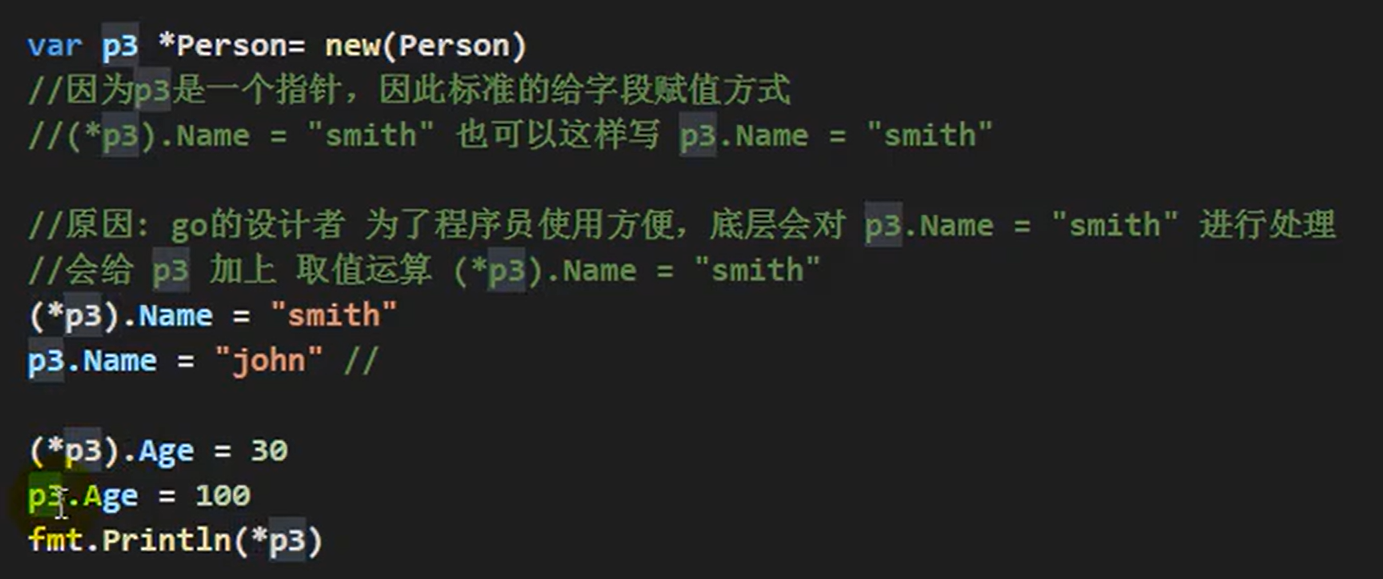 var p3 *Person= new(Person)
//因为p3是一个指针，因此标准的给字段赋值方式
//(*p3).Name = "smith" 也可以这样写 p3.Name = "smith"
//原因: go的设计者 为了程序员使用方便，底层会对 p3.Name = "smith" 进行处理
//会给 p3 加上 取值运算 (*p3).Name = "smith"
(*p3).Name = "smith"
p3.Name = "john" //
(*p3).Age = 30
p3.Age = 100
fmt.Println(*p3)